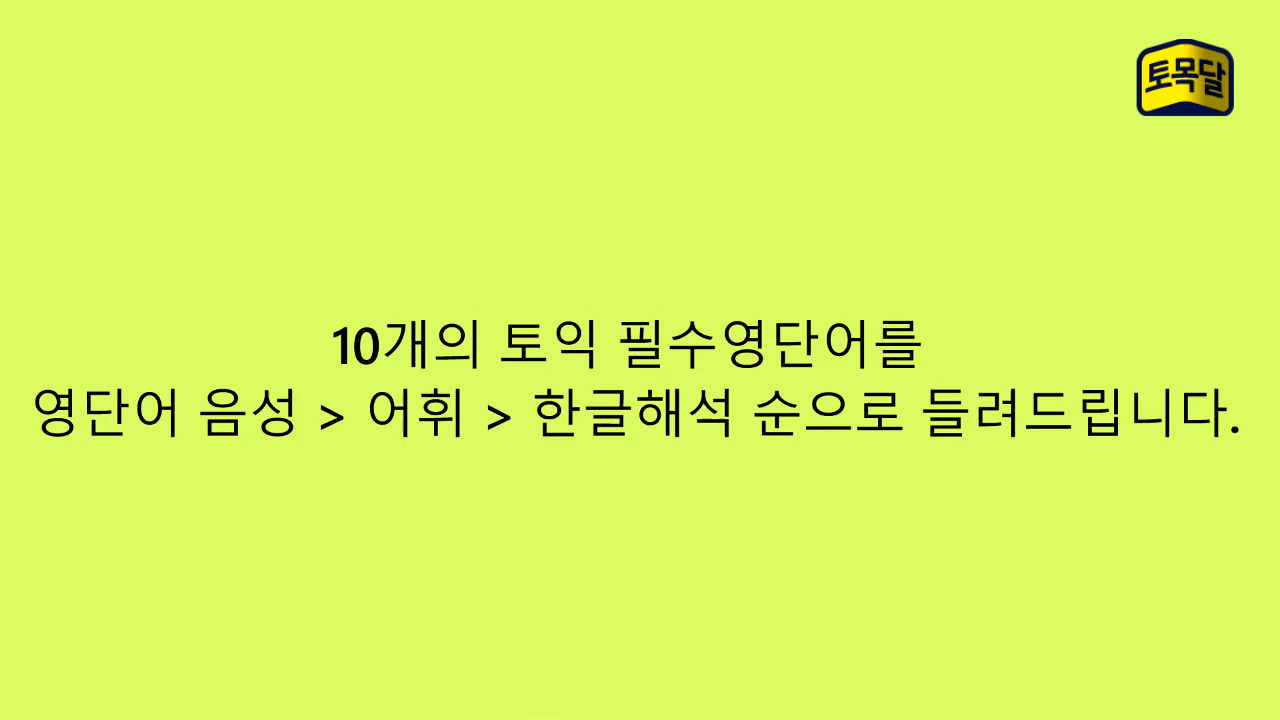 토목달
10개의 토익 필수영단어를
영단어 음성 > 어휘 > 한글해석 순으로 들려드립니다.